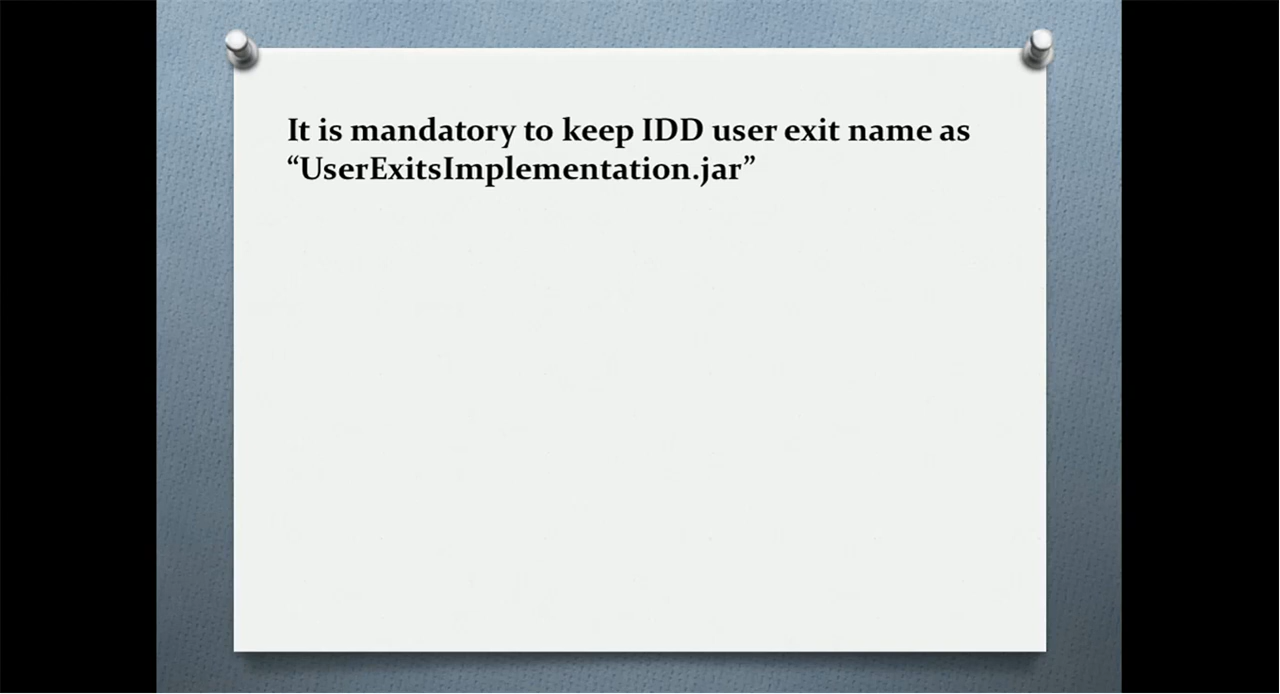 It is mandatory to keep IDD user exit name as
“UserExitsImplementation.jar”